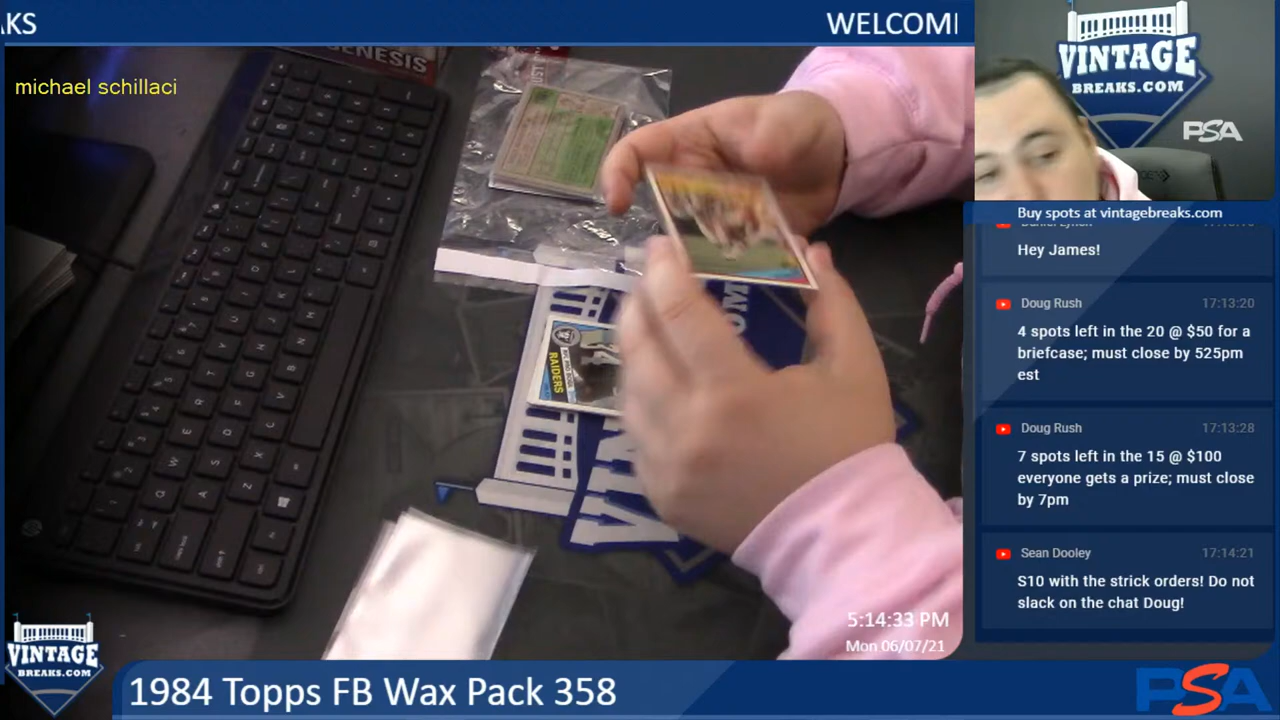 AKS
WELCOMI
michael schillaci
GENESIS
VINTAGE
BREAKS.COM
PSA
Buy spots at vintagebreaks.com
Hey James!
Doug Rush 17:13:20
4 spots left in the 20 @ $50 for a
briefcase; must close by 525pm
est
Doug Rush 17:13:28
7 spots left in the 15 @ $100
everyone gets a prize; must close
by 7pm
Sean Dooley 17:14:21
S10 with the strick orders! Do not
slack on the chat Doug!
RAIDERS
5:14:33 PM
Mon 06/07/21
VINTAGE
BREAKS.COM
1984 Topps FB Wax Pack 358
PSA